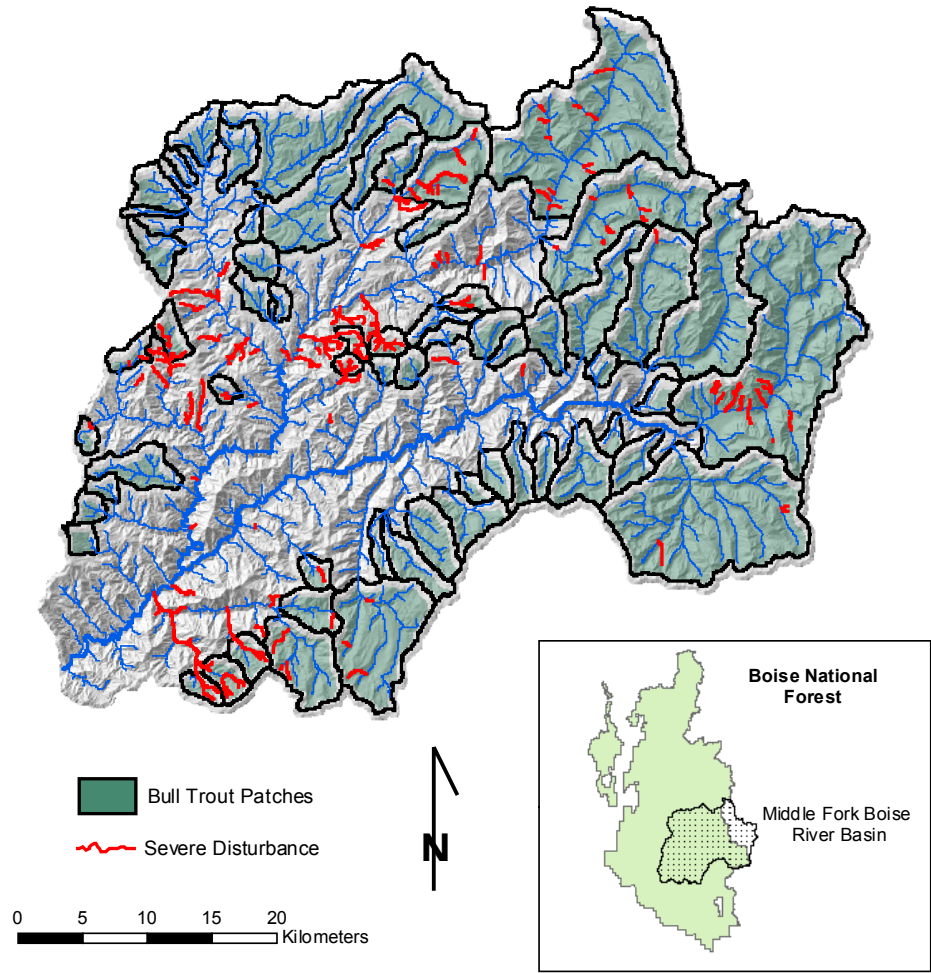 Boise National
Forest
Bull Trout Patches
Middle Fork Boise
River Basin
Severe Disturbance
N
0 5 10 15 20
Kilometers